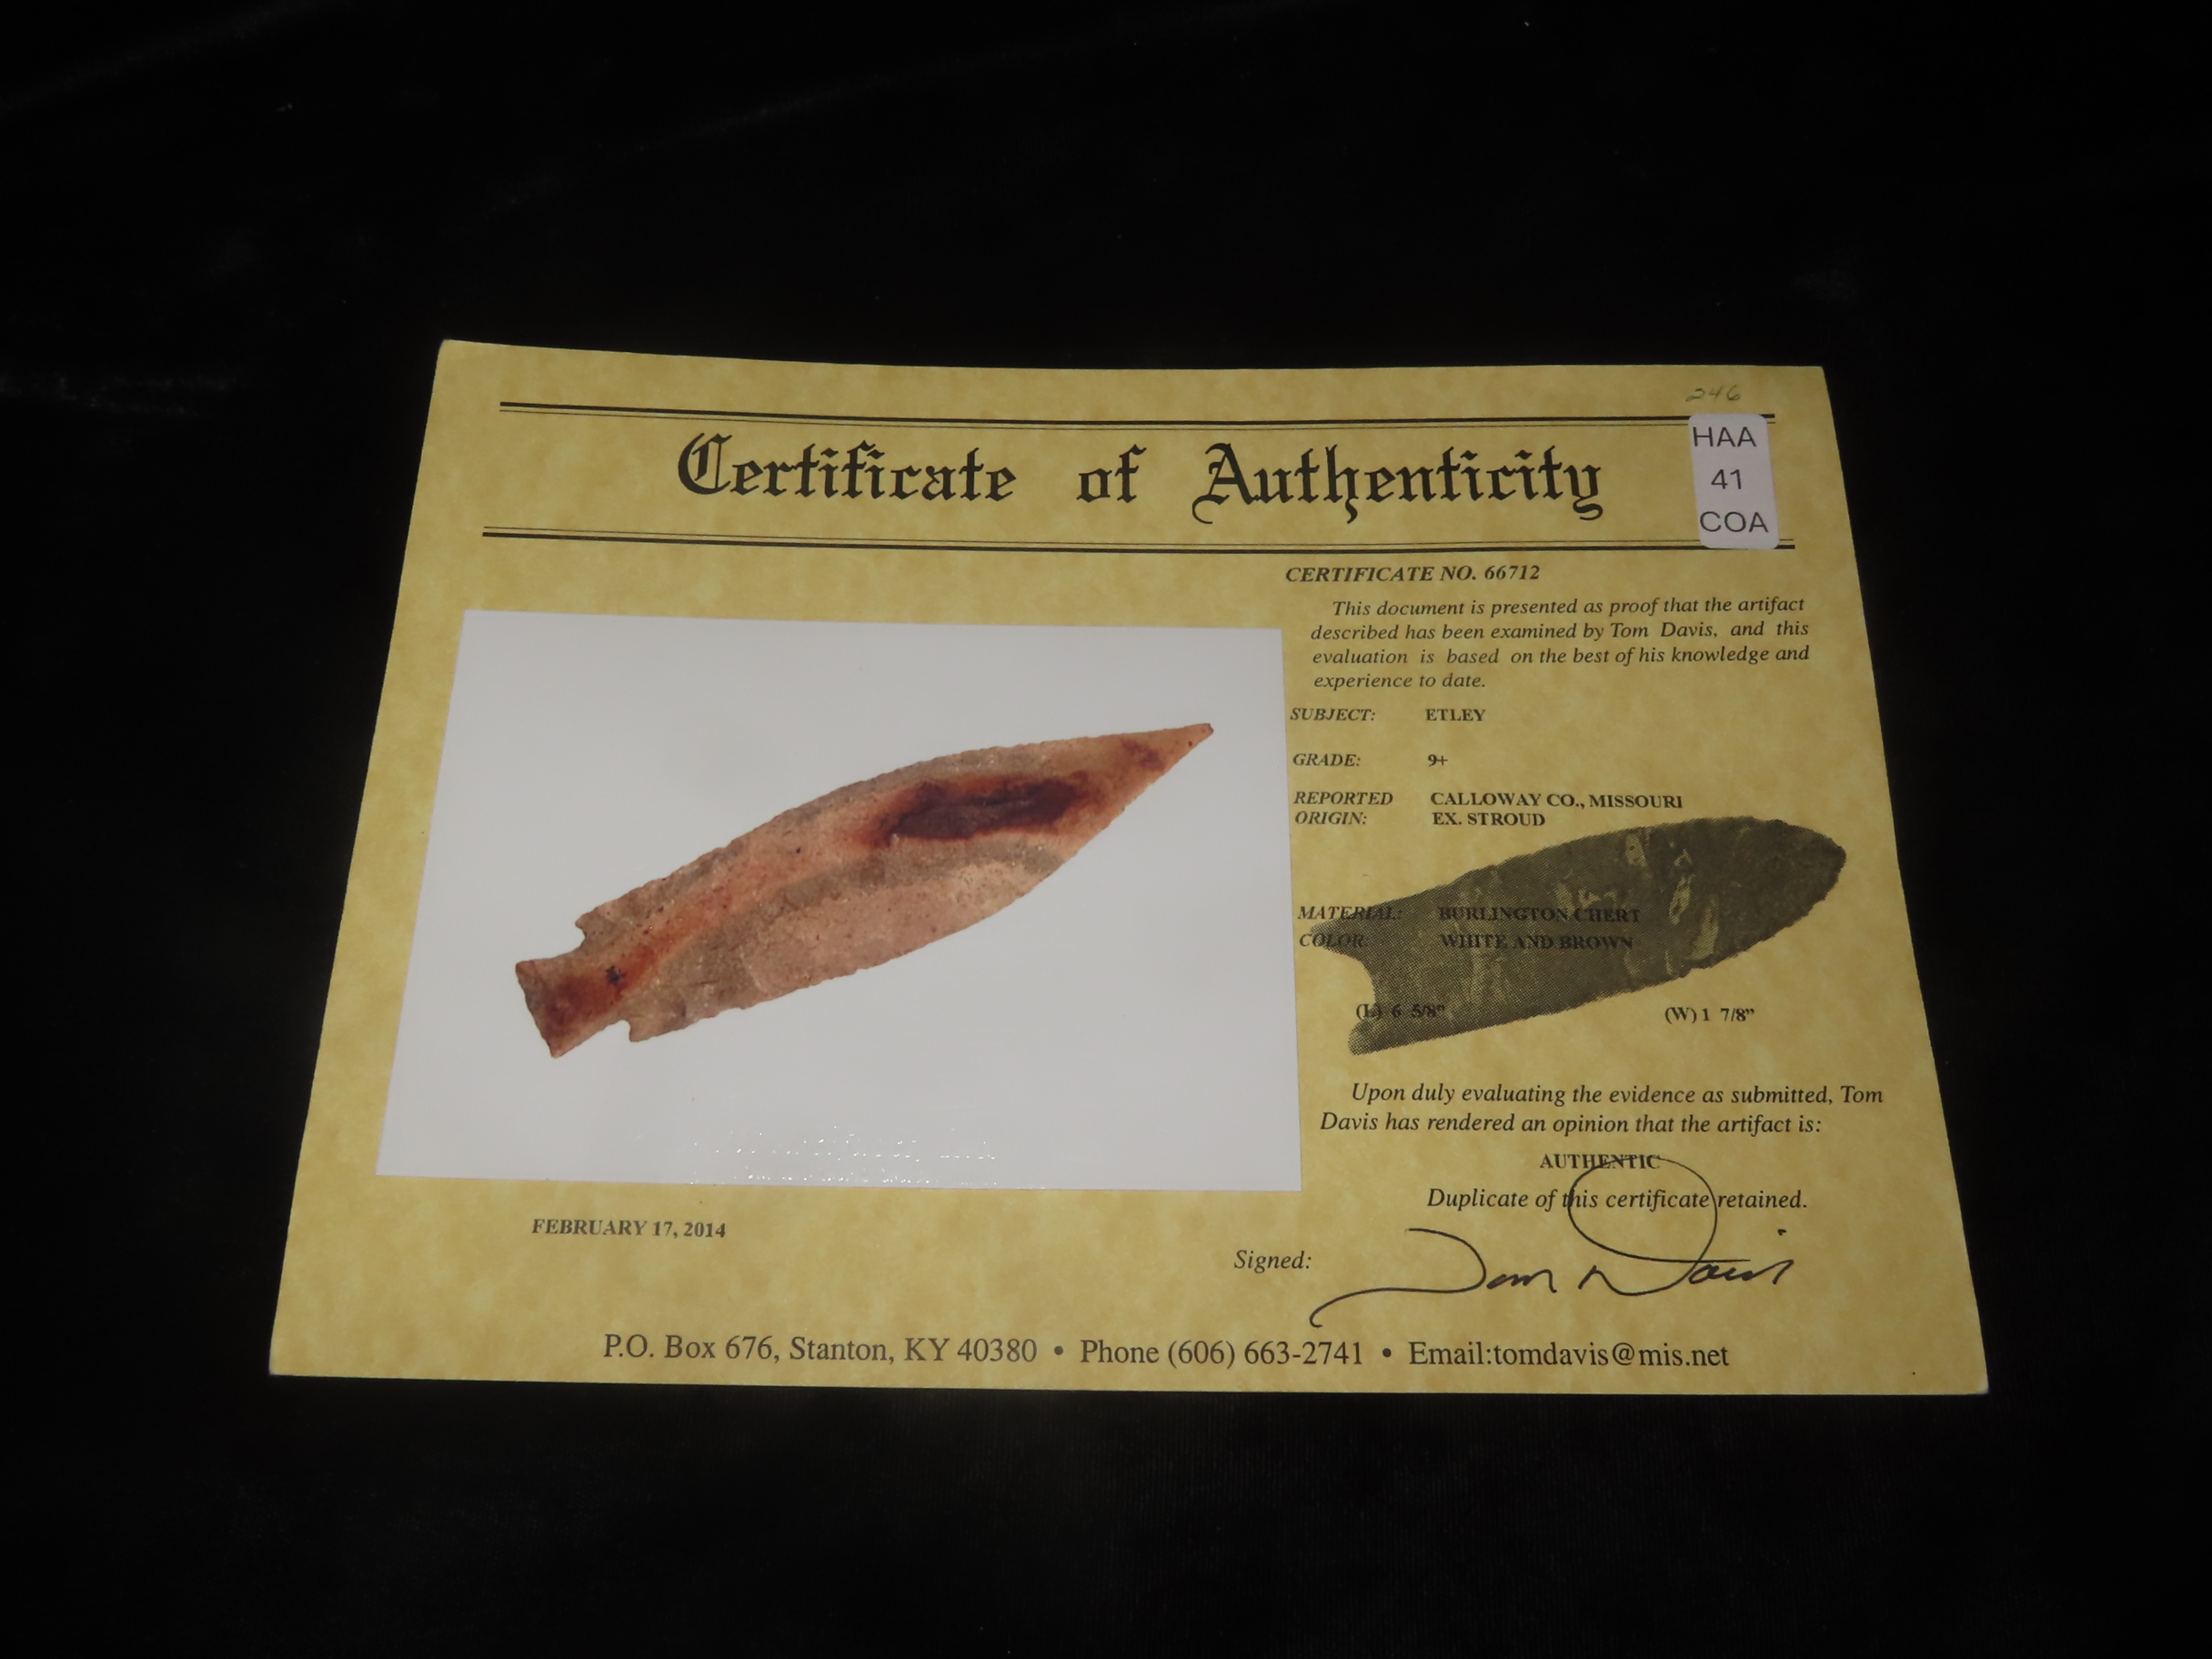 246
HAA
41
COA
Certificate of Authenticity
CERTIFICATE NO. 66712
This document is presented as proof that the artifact
described has been examined by Tom Davis, and this
evaluation is based on the best of his knowledge and
experience to date.
SUBJECT: ETLEY
GRADE: 9+
REPORTED CALLOWAY CO., MISSOURI
ORIGIN: EX. STROUD
MATERIAL: BURLINGTON CHERT
COLOR: WHITE AND BROWN
(L) 6 5/8" (W) 1 7/8"
Upon duly evaluating the evidence as submitted, Tom
Davis has rendered an opinion that the artifact is:
AUTHENTIC
Duplicate of this certificate retained.
FEBRUARY 17, 2014
Signed: Tom Davis
P.O. Box 676, Stanton, KY 40380 • Phone (606) 663-2741 • Email:tomdavis@mis.net